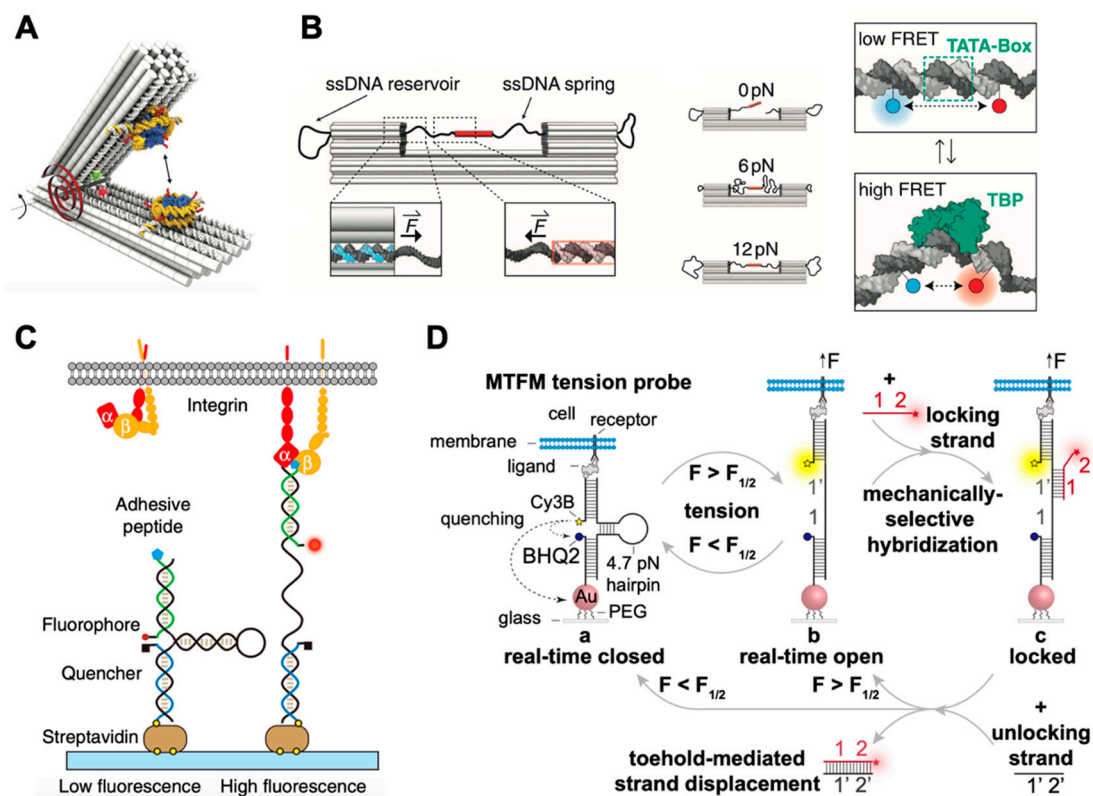 A
B
ssDNA reservoir
ssDNA spring
F
F
0 pN
6 pN
12 pN
low FRET
TATA-Box
high FRET
TBP
C
α
β
Integrin
α
β
Adhesive
peptide
Fluorophore
Quencher
Streptavidin
Low fluorescence
High fluorescence
D
MTFM tension probe
cell
receptor
membrane
ligand
Cy3B
quenching
BHQ2
4.7 pN
hairpin
Au
PEG
glass
a
real-time closed
F > F1/2
tension
F < F1/2
F
1'
1
b
real-time open
+
1 2
locking
strand
mechanically-
selective
hybridization
F
1'
1
2
1
c
locked
F < F1/2
F > F1/2
+
unlocking
strand
1' 2'
toehold-mediated
strand displacement
1 2
1' 2'